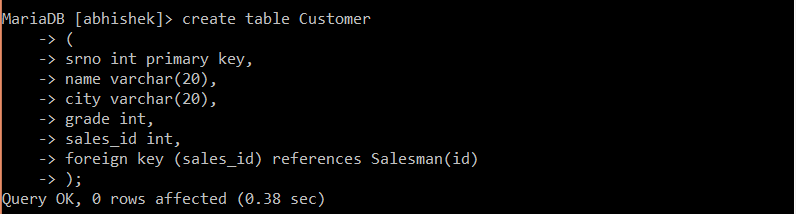 MariaDB [abhishek]> create table Customer
    -> (
    -> srno int primary key,
    -> name varchar(20),
    -> city varchar(20),
    -> grade int,
    -> sales_id int,
    -> foreign key (sales_id) references Salesman(id)
    -> );
Query OK, 0 rows affected (0.38 sec)